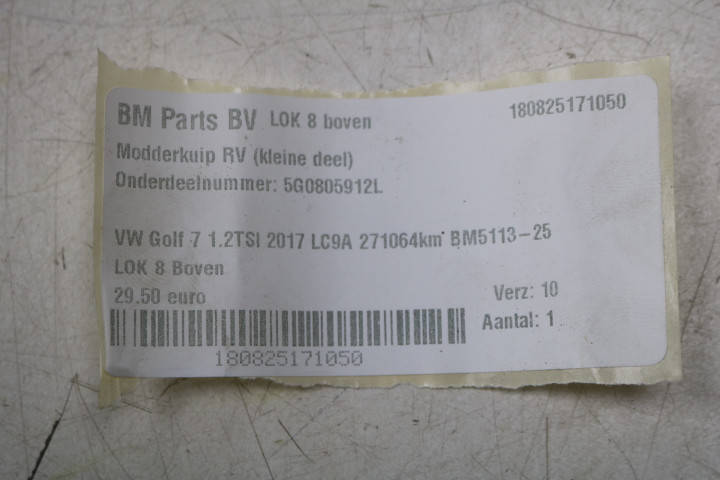 BM Parts BV LOK 8 boven 180825171050
Modderkuip RV (kleine deel)
Onderdeelnummer: 5G0805912L
VW Golf 7 1.2TSI 2017 LC9A 271064km BM5113-25
LOK 8 Boven
29.50 euro Verz: 10
Aantal: 1
180825171050